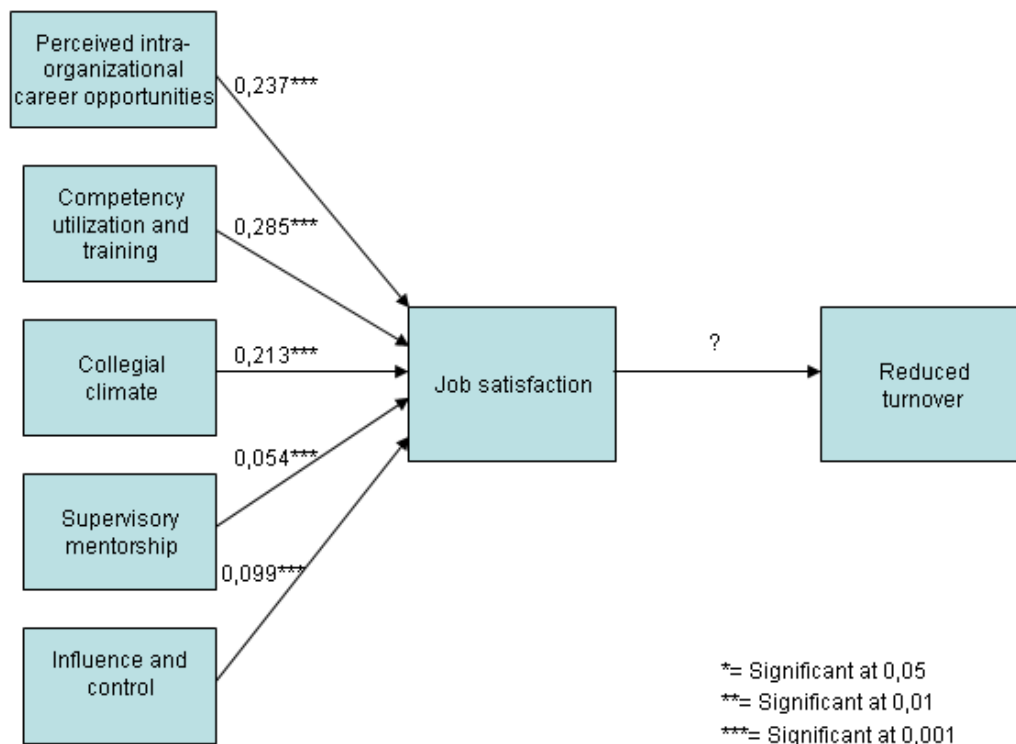 Perceived intra-
organizational
career opportunities
0,237***
Competency
utilization and
training
0,285***
Collegial
climate
0,213***
Supervisory
mentorship
0,054***
Influence and
control
0,099***
Job satisfaction
?
Reduced
turnover
*= Significant at 0,05
**= Significant at 0,01
***= Significant at 0,001